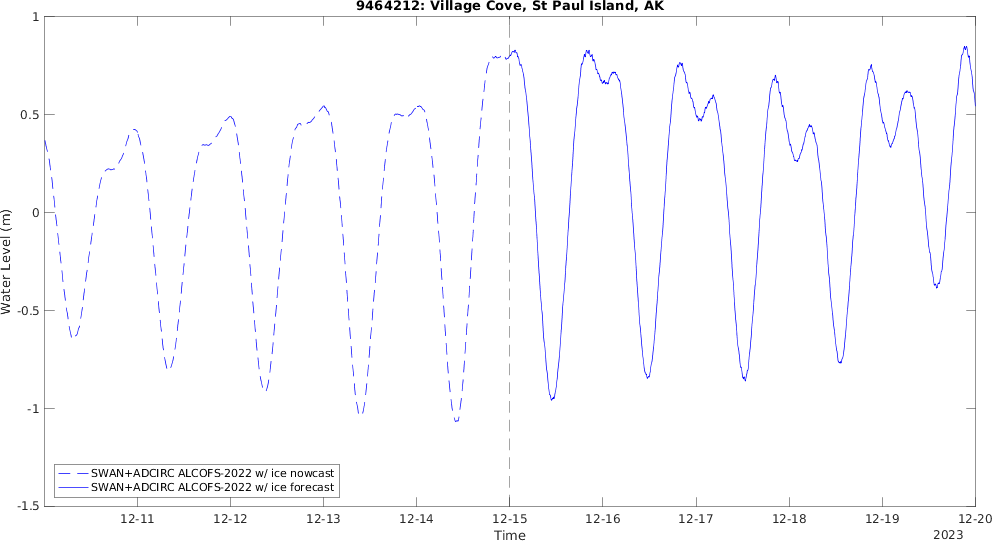 9464212: Village Cove, St Paul Island, AK
Water Level (m)
1
0.5
0
-0.5
-1
-1.5
SWAN+ADCIRC ALCOFS-2022 w/ ice nowcast
SWAN+ADCIRC ALCOFS-2022 w/ ice forecast
12-11 12-12 12-13 12-14 12-15 12-16 12-17 12-18 12-19 12-20
Time
2023